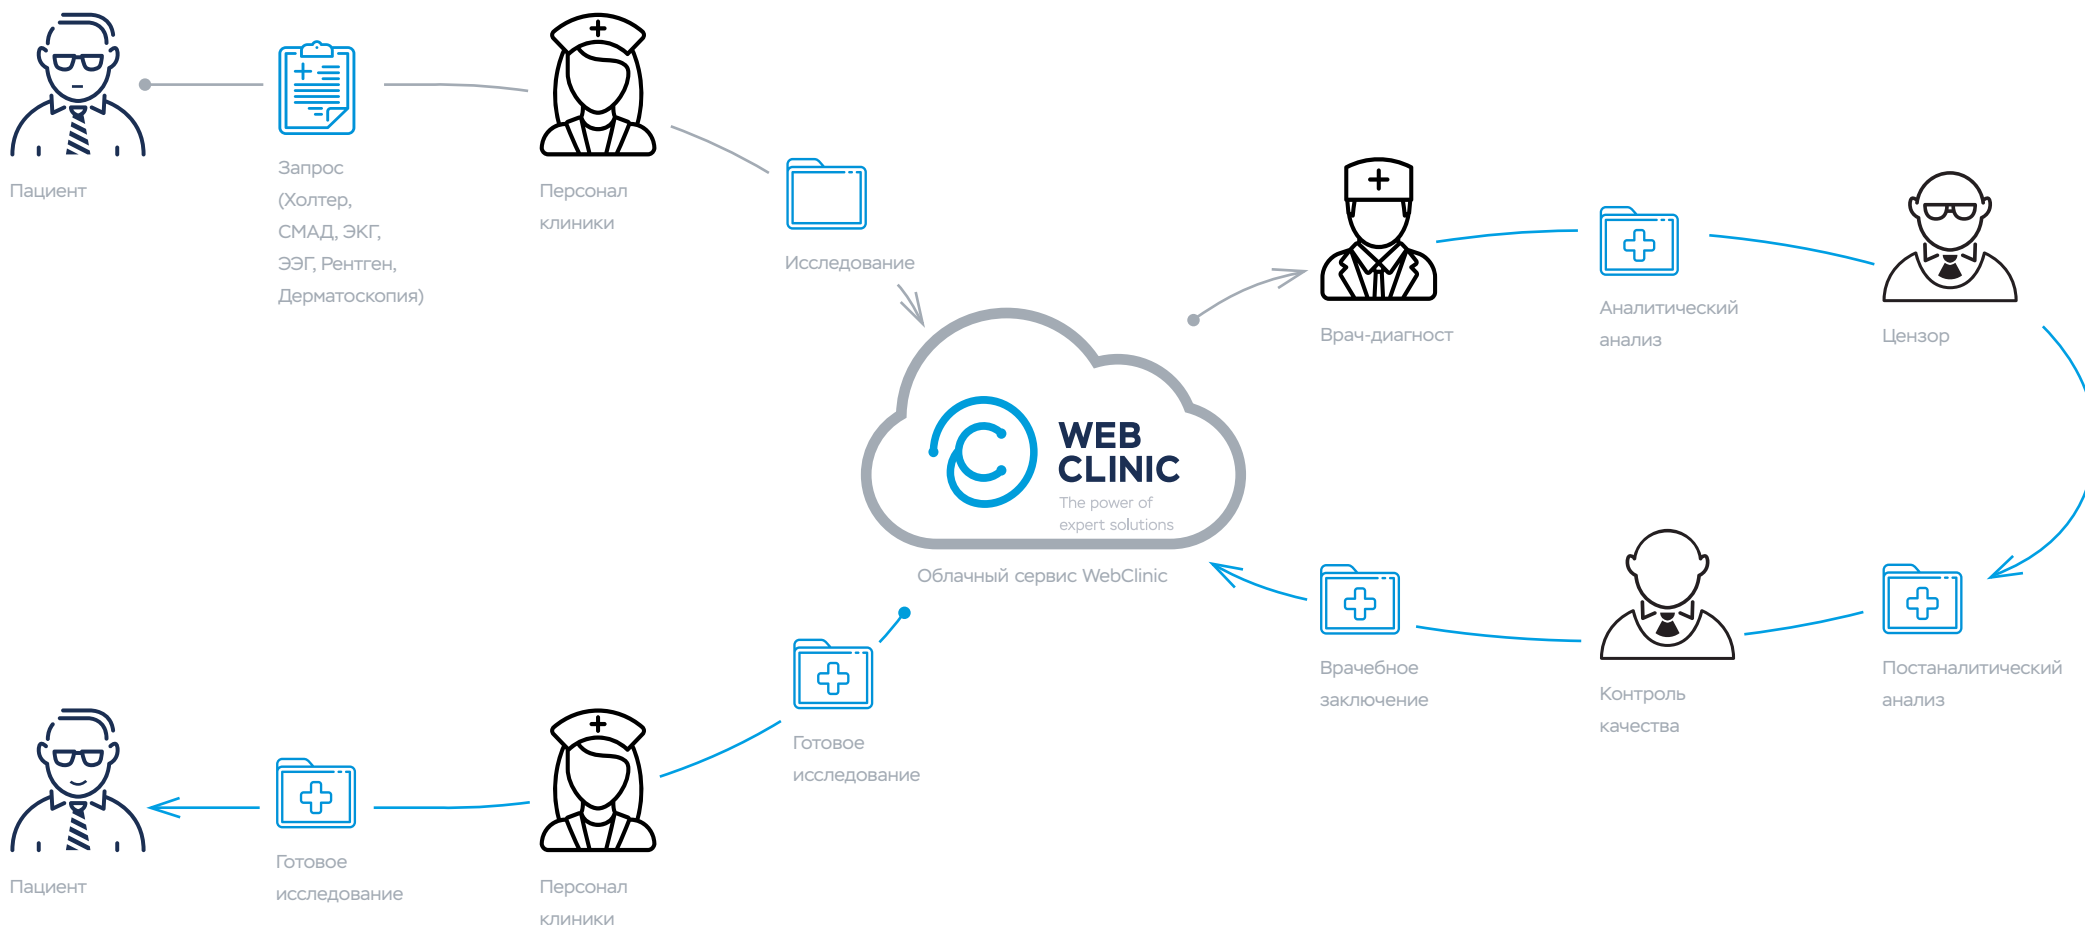 Пациент
Запрос
(Холтер,
СМАД, ЭКГ,
ЭЭГ, Рентген,
Дерматоскопия)
Персонал
клиники
Исследование
WEB
CLINIC
The power of
expert solutions
Облачный сервис WebClinic
Врач-диагност
Аналитический
анализ
Цензор
Постаналитический
анализ
Контроль
качества
Врачебное
заключение
Готовое
исследование
Персонал
клиники
Готовое
исследование
Пациент